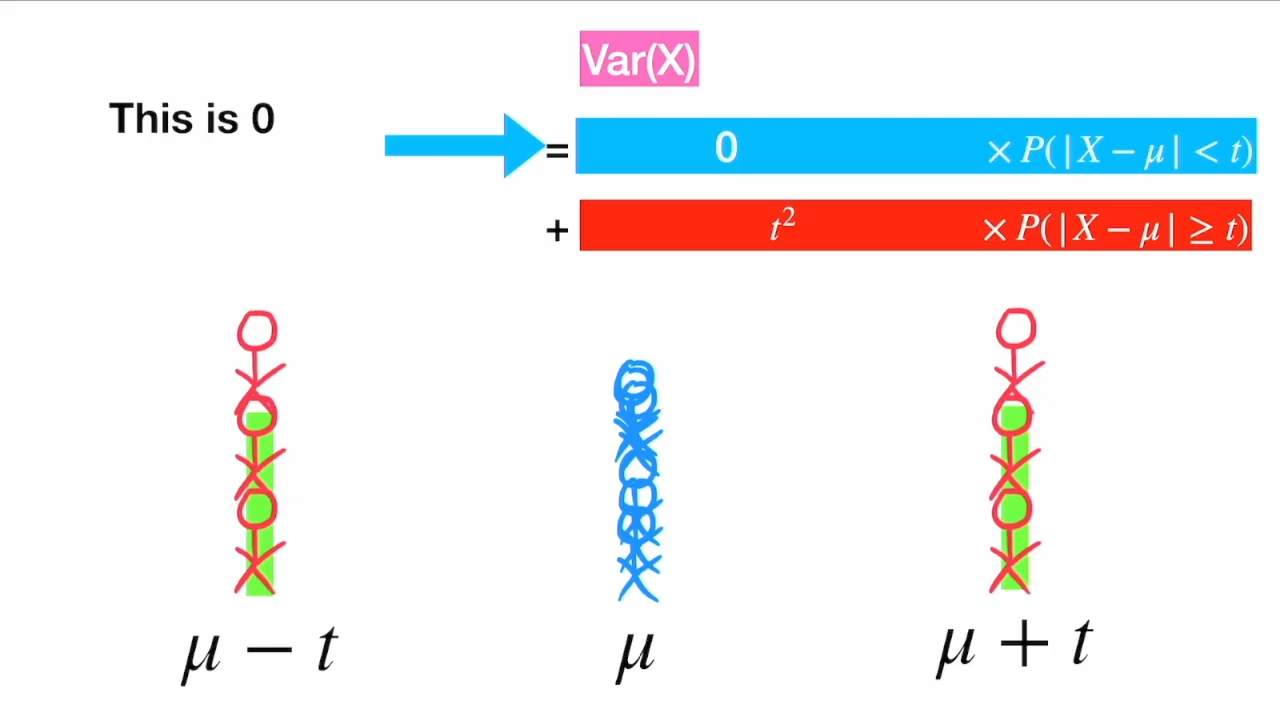 Var(X)
This is 0
= 0 × P(|X − μ| < t)
+ t² × P(|X − μ| ≥ t)
μ − t μ μ + t